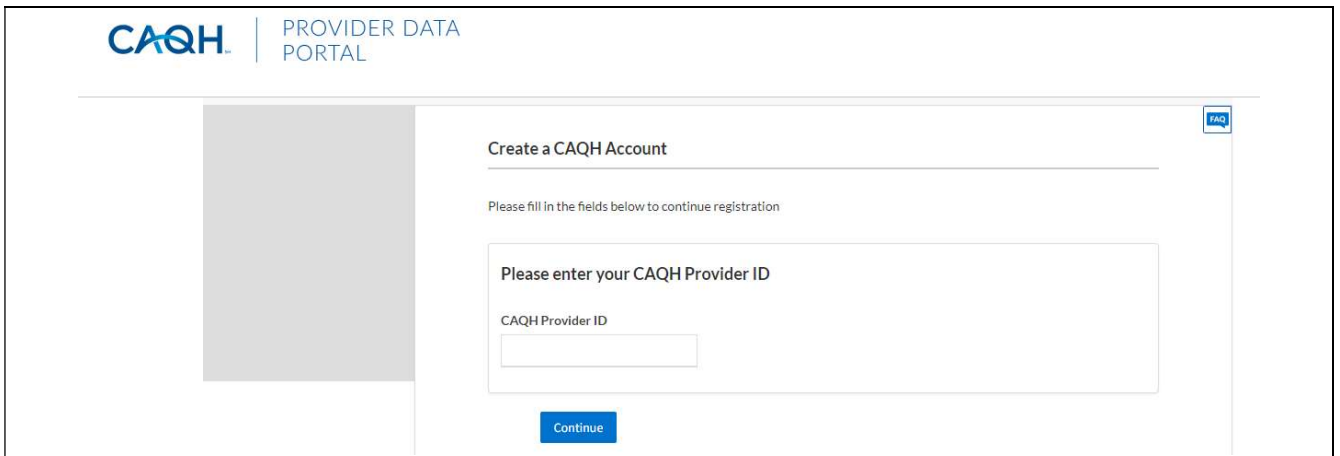 CAQH
PROVIDER DATA
PORTAL
FAQ
Create a CAQH Account
Please fill in the fields below to continue registration
Please enter your CAQH Provider ID
CAQH Provider ID
Continue